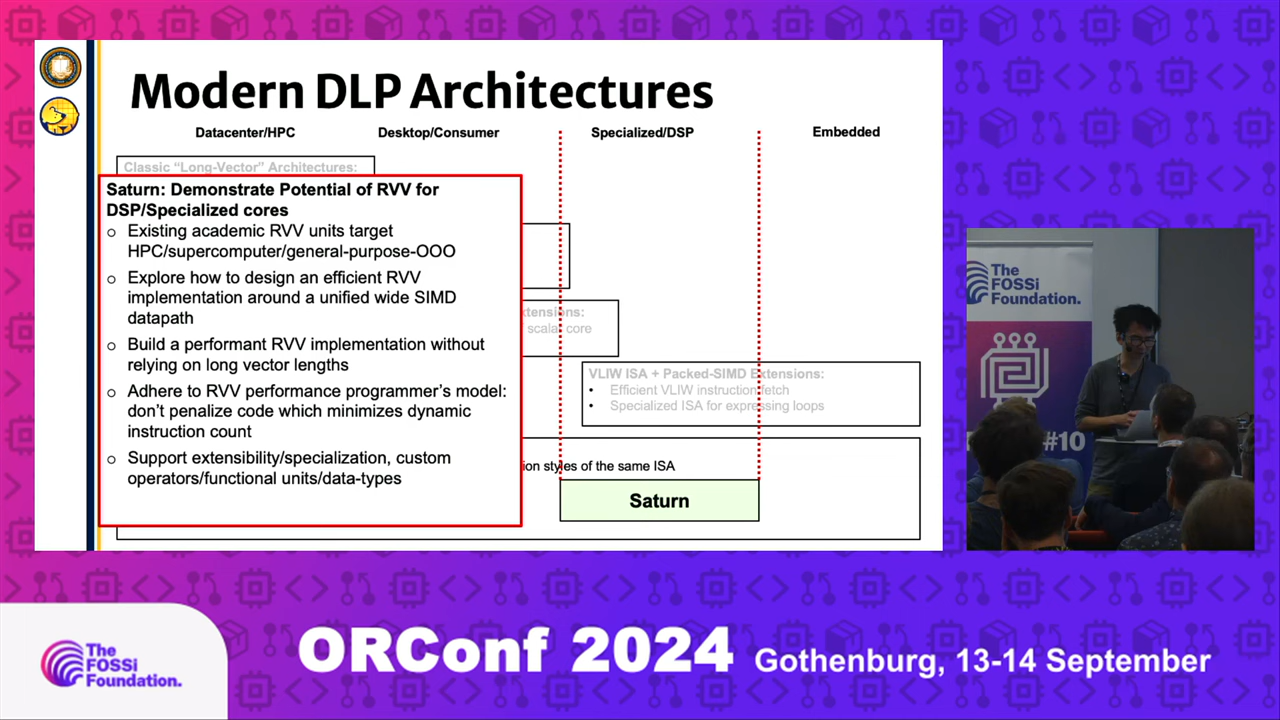 Modern DLP Architectures
Datacenter/HPC
Desktop/Consumer
Specialized/DSP
Embedded
Classic “Long-Vector” Architectures:
Saturn: Demonstrate Potential of RVV for
DSP/Specialized cores
o Existing academic RVV units target
HPC/supercomputer/general-purpose-OOO
o Explore how to design an efficient RVV
implementation around a unified wide SIMD
datapath
o Build a performant RVV implementation without
relying on long vector lengths
o Adhere to RVV performance programmer’s model:
don’t penalize code which minimizes dynamic
instruction count
o Support extensibility/specialization, custom
operators/functional units/data-types
scalar core
VLIW ISA + Packed-SIMD Extensions:
• Efficient VLIW instruction fetch
• Specialized ISA for expressing loops
styles of the same ISA
Saturn
The
FOSSi
Foundation.
#10
The
FOSSi
Foundation.
ORConf 2024 Gothenburg, 13-14 September